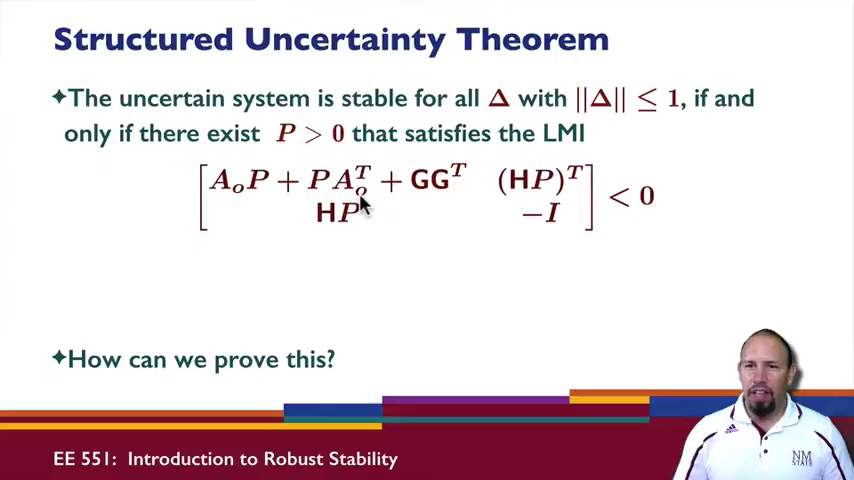 Structured Uncertainty Theorem
✦The uncertain system is stable for all Δ with ||Δ|| ≤ 1, if and
only if there exist P > 0 that satisfies the LMI
[ A_oP + PA_o^T + GG^T   (HP)^T ]
[ HP   −I ] < 0
✦How can we prove this?
NM
STATE
EE 551: Introduction to Robust Stability